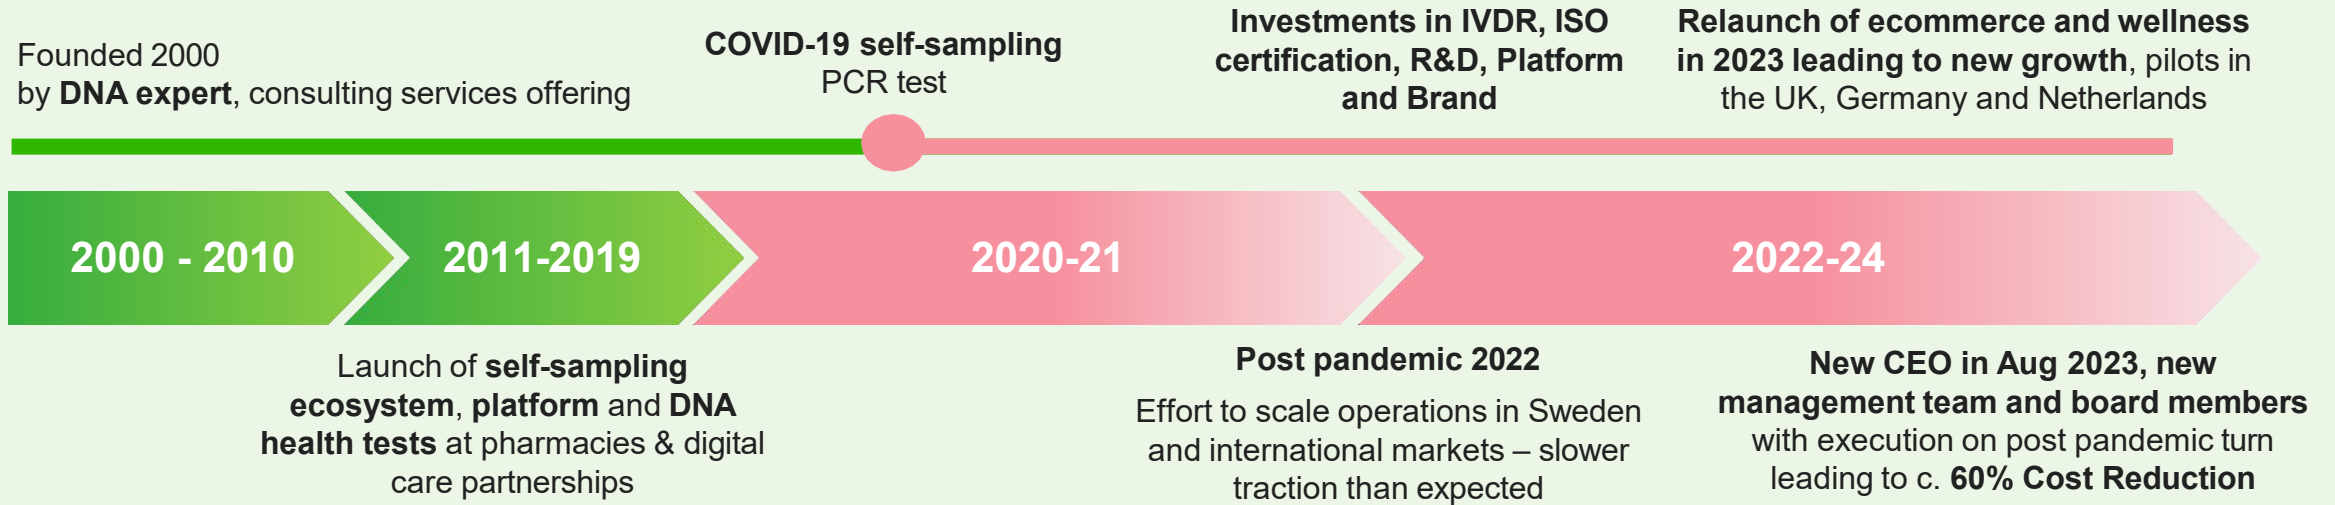 Founded 2000
by DNA expert, consulting services offering
COVID-19 self-sampling
PCR test
Investments in IVDR, ISO
certification, R&D, Platform
and Brand
Relaunch of ecommerce and wellness
in 2023 leading to new growth, pilots in
the UK, Germany and Netherlands
2000 - 2010
2011-2019
2020-21
2022-24
Launch of self-sampling
ecosystem, platform and DNA
health tests at pharmacies & digital
care partnerships
Post pandemic 2022
Effort to scale operations in Sweden
and international markets – slower
traction than expected
New CEO in Aug 2023, new
management team and board members
with execution on post pandemic turn
leading to c. 60% Cost Reduction